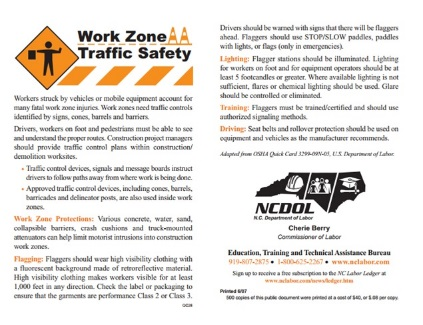 Work Zone
Traffic Safety
Workers struck by vehicles or mobile equipment account for
many fatal work zone injuries. Work zones need traffic controls
identified by signs, cones, barrels and barriers.
Drivers, workers on foot and pedestrians must be able to see
and understand the proper routes. Construction project managers
should provide traffic control plans within construction/
demolition worksites.
• Traffic control devices, signals and message boards instruct
drivers to follow paths away from where work is being done.
• Approved traffic control devices, including cones, barrels,
barricades and delineator posts, are also used inside work
zones.
Work Zone Protections: Various concrete, water, sand,
collapsible barriers, crash cushions and truck-mounted
attenuators can help limit motorist intrusions into construction
work zones.
Flagging: Flaggers should wear high visibility clothing with
a fluorescent background made of retroreflective material.
High visibility clothing makes workers visible for at least
1,000 feet in any direction. Check the label or packaging to
ensure that the garments are performance Class 2 or Class 3.
Drivers should be warned with signs that there will be flaggers
ahead. Flaggers should use STOP/SLOW paddles, paddles
with lights, or flags (only in emergencies).
Lighting: Flagger stations should be illuminated. Lighting
for workers on foot and for equipment operators should be at
least 5 footcandles or greater. Where available lighting is not
sufficient, flares or chemical lighting should be used. Glare
should be controlled or eliminated.
Training: Flaggers must be trained/certified and should use
authorized signaling methods.
Driving: Seat belts and rollover protection should be used on
equipment and vehicles as the manufacturer recommends.
Adapted from OSHA Quick Card 3299-09N-05, U.S. Department of Labor.
NCDOL
N.C. Department of Labor
Cherie Berry
Commissioner of Labor
Education, Training and Technical Assistance Bureau
919-807-2875 • 1-800-625-2267 • www.nclabor.com
Sign up to receive a free subscription to the NC Labor Ledger at
www.nclabor.com/news/ledger.htm
Printed 6/07
500 copies of this public document were printed at a cost of $40, or $.08 per copy.